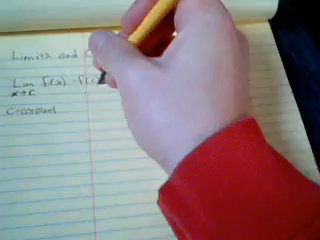 Limits and
Lim f(x) = f(c)
x→c
c=constant